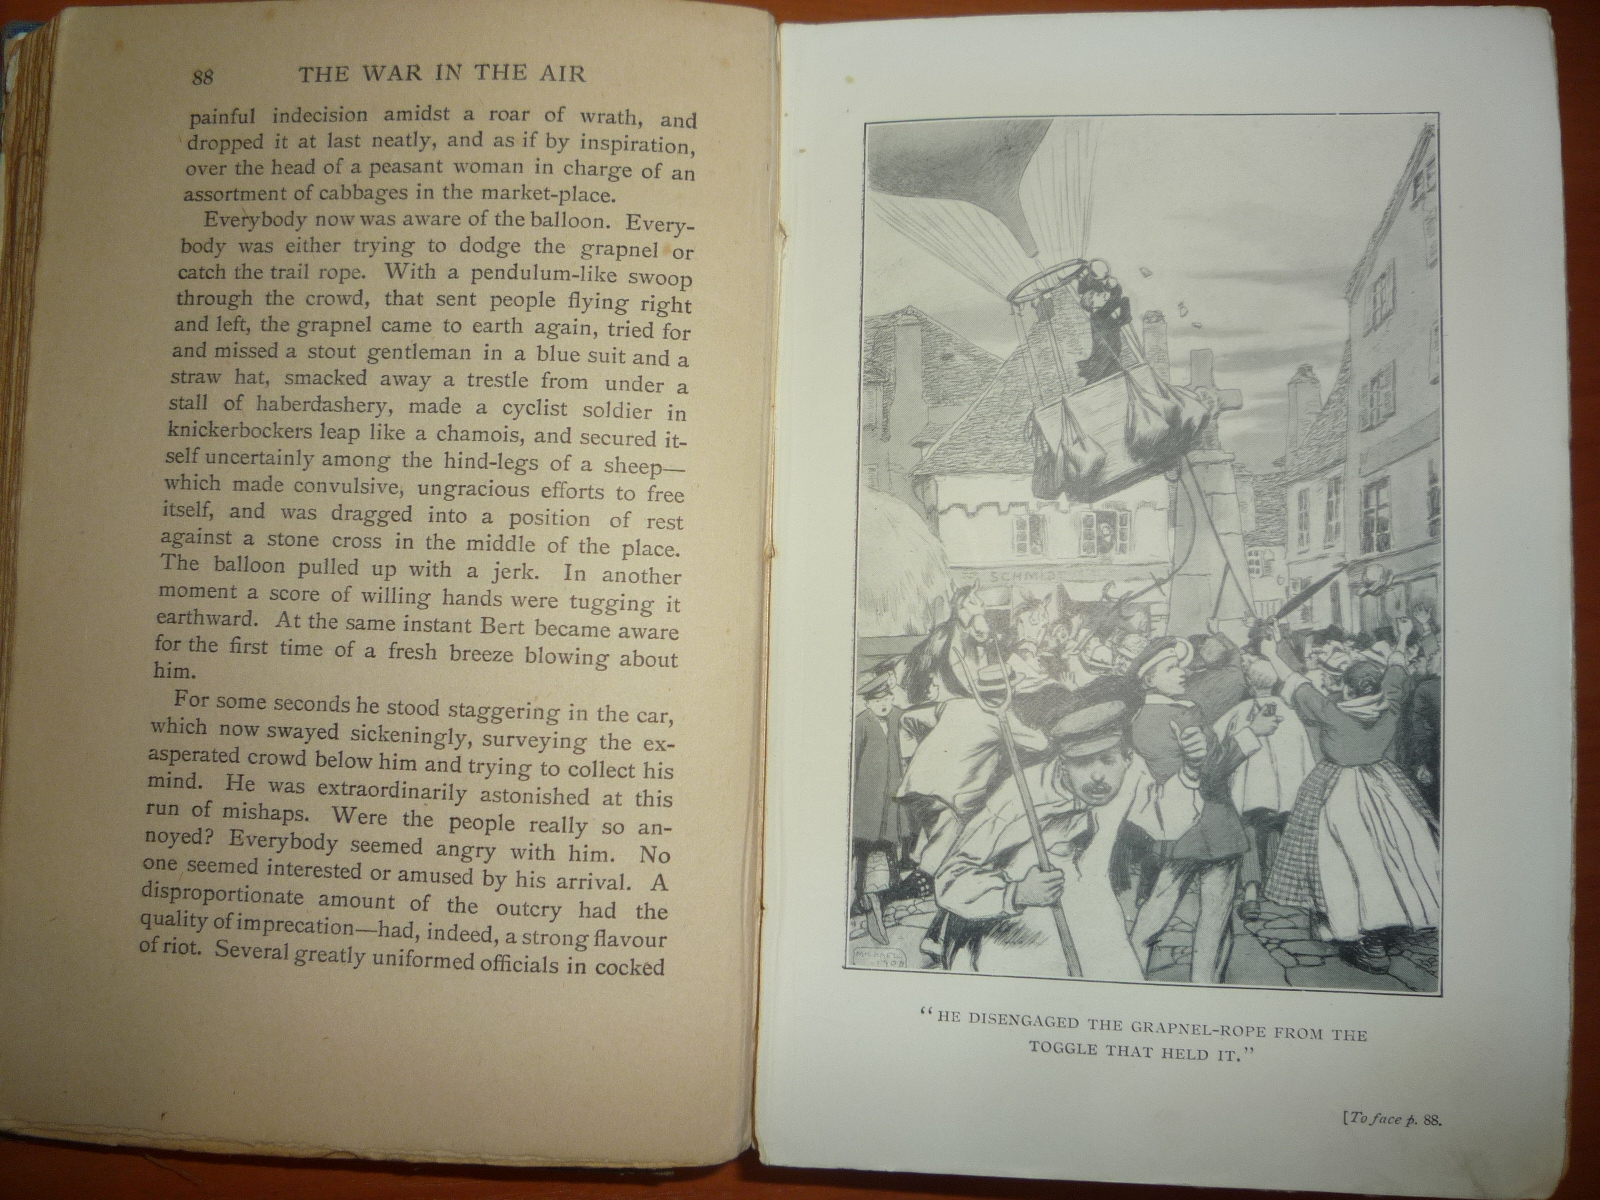 88 THE WAR IN THE AIR
painful indecision amidst a roar of wrath, and
dropped it at last neatly, and as if by inspiration,
over the head of a peasant woman in charge of an
assortment of cabbages in the market-place.
Everybody now was aware of the balloon. Every-
body was either trying to dodge the grapnel or
catch the trail rope. With a pendulum-like swoop
through the crowd, that sent people flying right
and left, the grapnel came to earth again, tried for
and missed a stout gentleman in a blue suit and a
straw hat, smacked away a trestle from under a
stall of haberdashery, made a cyclist soldier in
knickerbockers leap like a chamois, and secured it-
self uncertainly among the hind-legs of a sheep—
which made convulsive, ungracious efforts to free
itself, and was dragged into a position of rest
against a stone cross in the middle of the place.
The balloon pulled up with a jerk. In another
moment a score of willing hands were tugging it
earthward. At the same instant Bert became aware
for the first time of a fresh breeze blowing about
him.
For some seconds he stood staggering in the car,
which now swayed sickeningly, surveying the ex-
asperated crowd below him and trying to collect his
mind. He was extraordinarily astonished at this
run of mishaps. Were the people really so an-
noyed? Everybody seemed angry with him. No
one seemed interested or amused by his arrival. A
disproportionate amount of the outcry had the
quality of imprecation—had, indeed, a strong flavour
of riot. Several greatly uniformed officials in cocked
SCHMIDT
MICHAEL
1908
"HE DISENGAGED THE GRAPNEL-ROPE FROM THE
TOGGLE THAT HELD IT."
[To face p. 88.